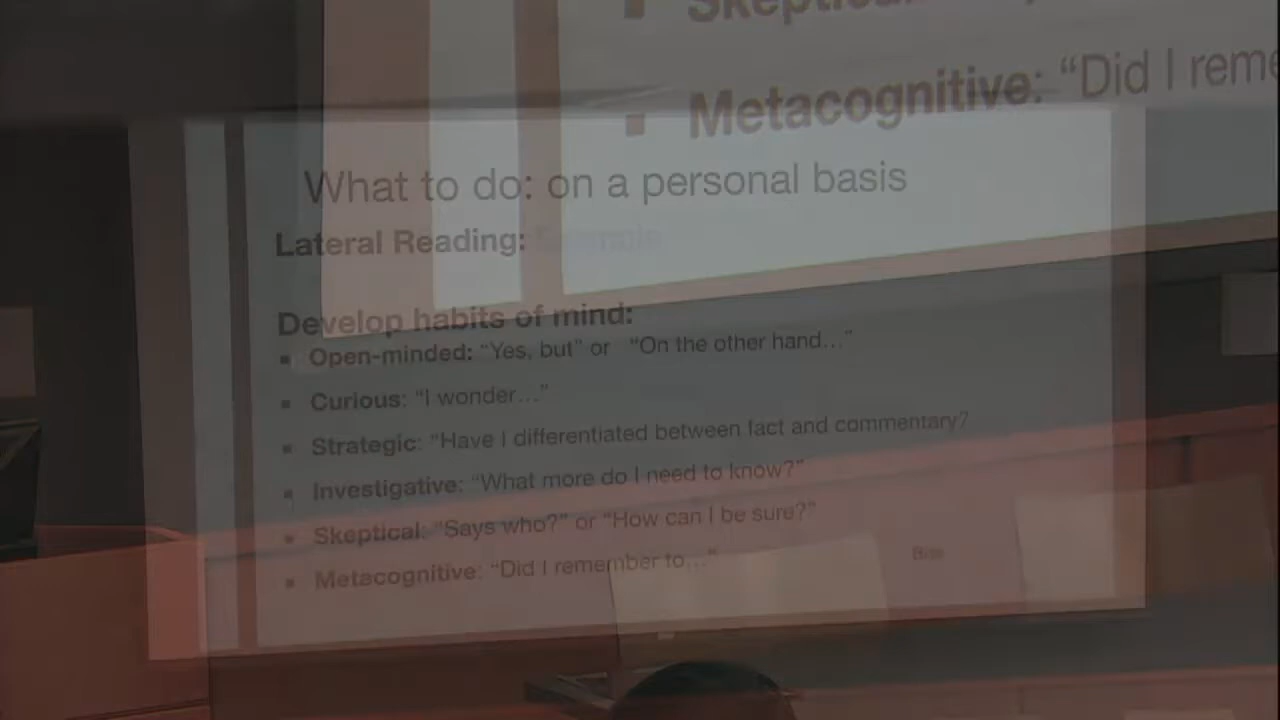 Skeptical:
Metacognitive: “Did I reme
What to do: on a personal basis
Lateral Reading: Example
Develop habits of mind:
▪ Open-minded: “Yes, but” or “On the other hand…”
▪ Curious: “I wonder…”
▪ Strategic: “Have I differentiated between fact and commentary?
▪ Investigative: “What more do I need to know?”
▪ Skeptical: “Says who?” or “How can I be sure?”
▪ Metacognitive: “Did I remember to…”